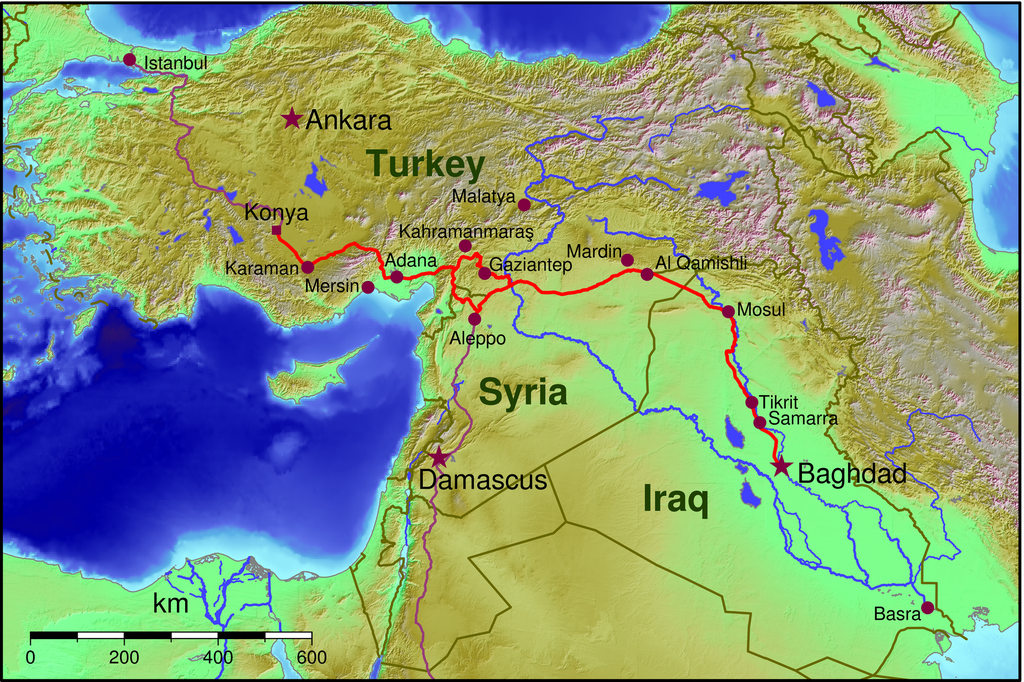 Istanbul
Ankara
Turkey
Malatya
Konya
Kahramanmaraş
Mardin
Adana
Gaziantep
Al Qamishli
Karaman
Mersin
Mosul
Aleppo
Syria
Tikrit
Samarra
Damascus
Baghdad
Iraq
km
Basra
0 200 400 600